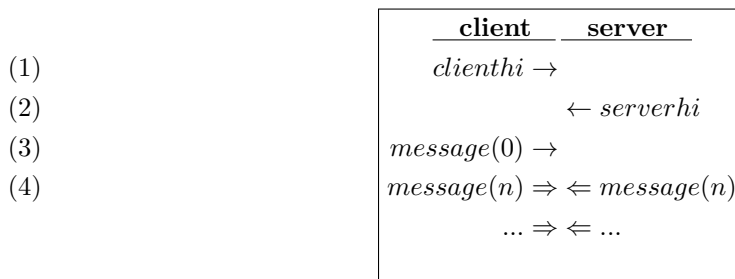 client server
(1) clienthi →
(2) ← serverhi
(3) message(0) →
(4) message(n) ⇒ ⇐ message(n)
... ⇒ ⇐ ...